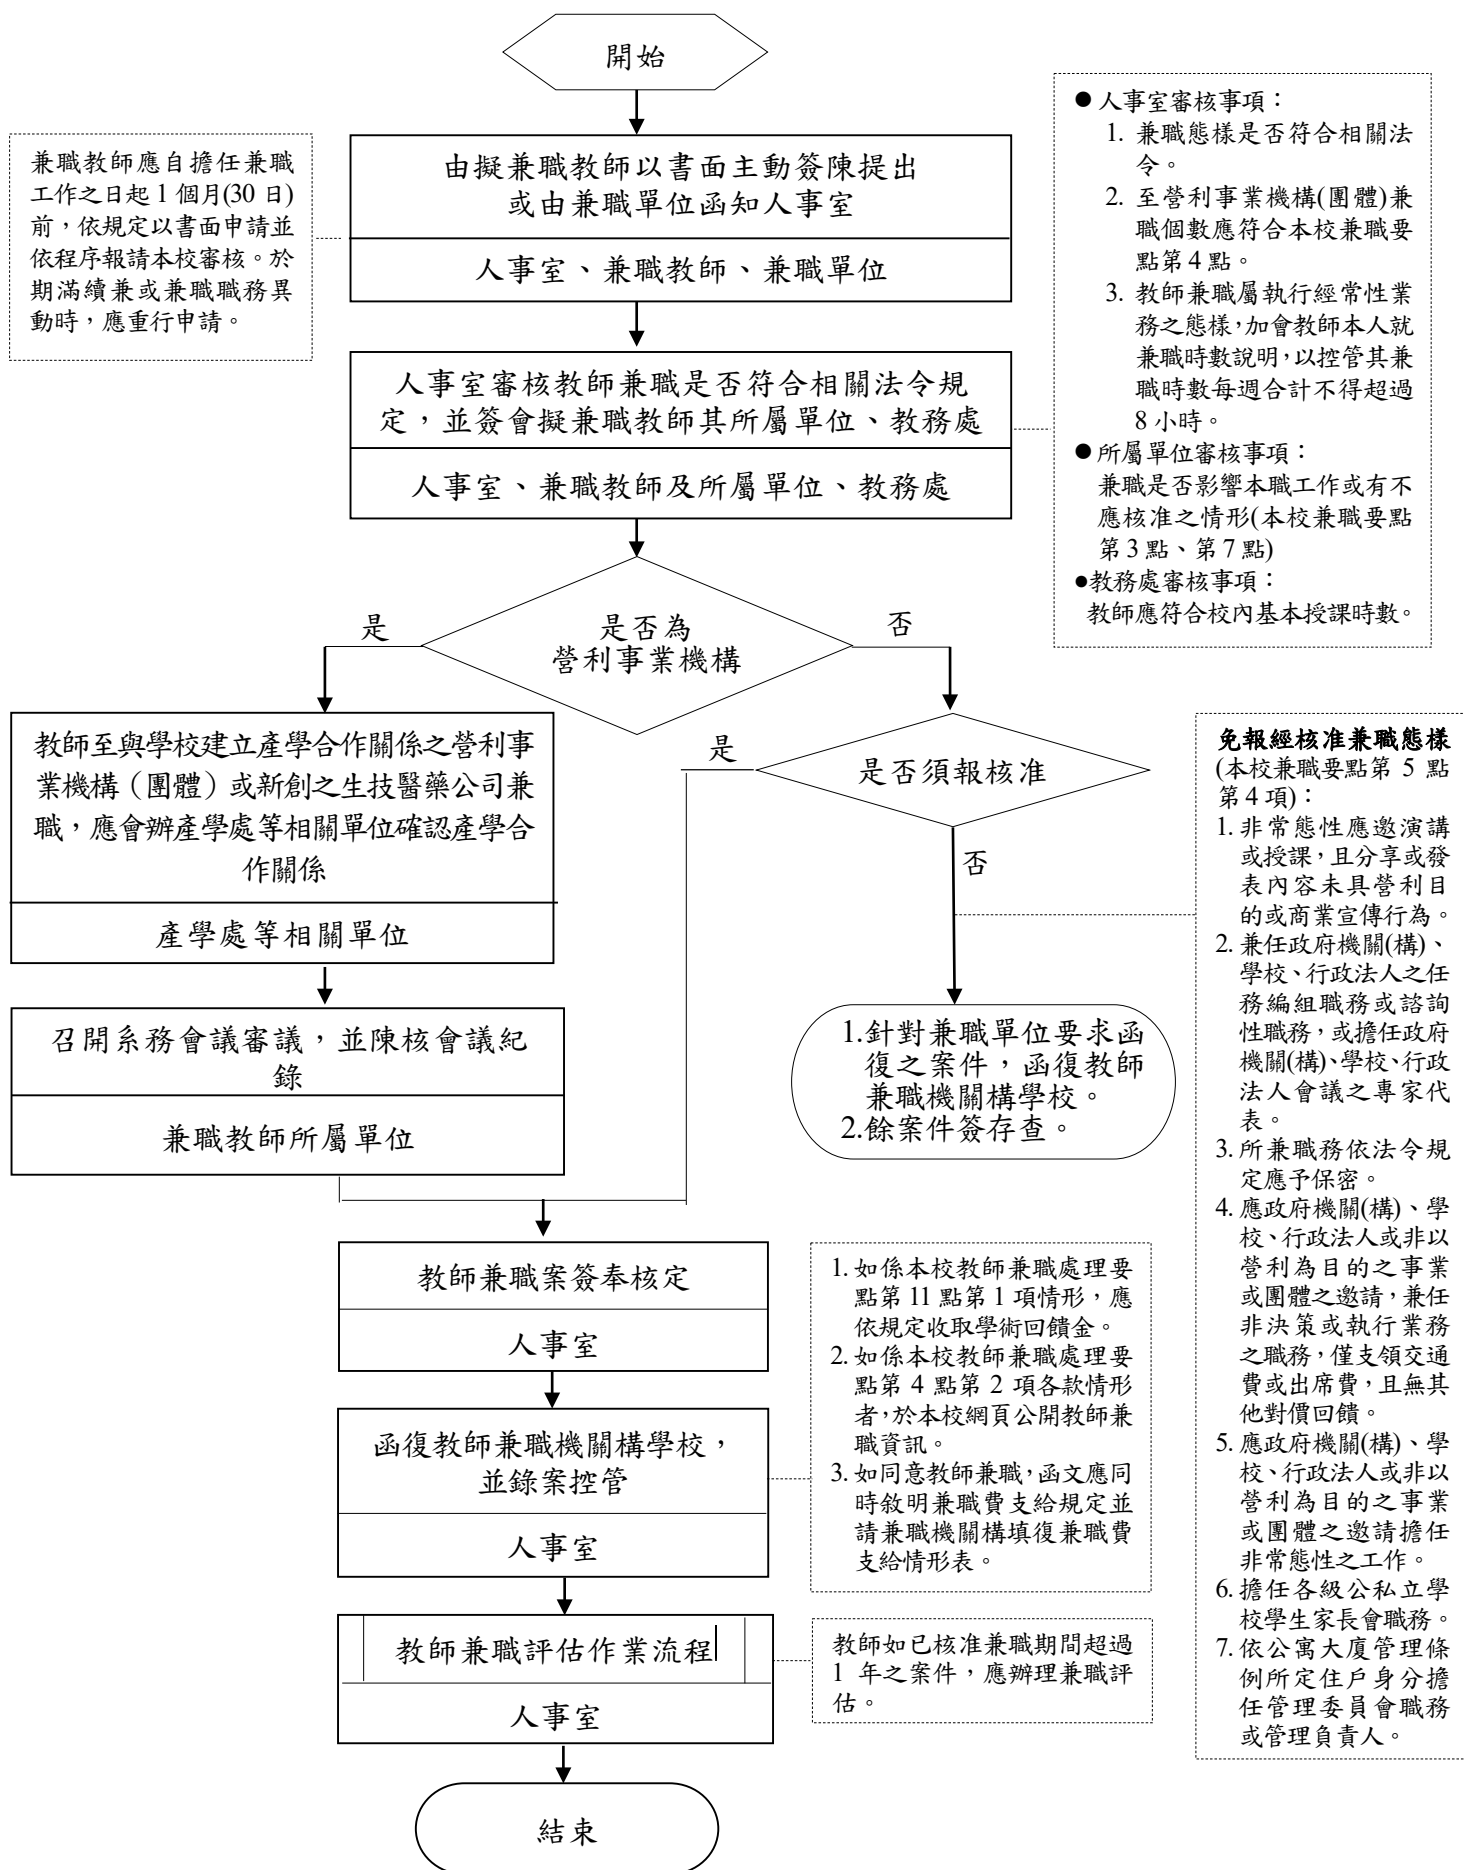 開始
兼職教師應自擔任兼職
工作之日起 1 個月(30 日)
前，依規定以書面申請並
依程序報請本校審核。於
期滿續兼或兼職職務異
動時，應重行申請。
由擬兼職教師以書面主動簽陳提出
或由兼職單位函知人事室
人事室、兼職教師、兼職單位
人事室審核教師兼職是否符合相關法令規
定，並簽會擬兼職教師其所屬單位、教務處
人事室、兼職教師及所屬單位、教務處
● 人事室審核事項：
1. 兼職態樣是否符合相關法
令。
2. 至營利事業機構(團體)兼
職個數應符合本校兼職要
點第 4 點。
3. 教師兼職屬執行經常性業
務之態樣，加會教師本人就
兼職時數說明，以控管其兼
職時數每週合計不得超過
8 小時。
● 所屬單位審核事項：
兼職是否影響本職工作或有不
應核准之情形(本校兼職要點
第 3 點、第 7 點)
●教務處審核事項：
教師應符合校內基本授課時數。
是否為
營利事業機構
是
否
教師至與學校建立產學合作關係之營利事
業機構（團體）或新創之生技醫藥公司兼
職，應會辦產學處等相關單位確認產學合
作關係
產學處等相關單位
召開系務會議審議，並陳核會議紀
錄
兼職教師所屬單位
是否須報核准
是
否
1.針對兼職單位要求函
復之案件，函復教師
兼職機關構學校。
2.餘案件簽存查。
免報經核准兼職態樣
(本校兼職要點第 5 點
第 4 項)：
1. 非常態性應邀演講
或授課，且分享或發
表內容未具營利目
的或商業宣傳行為。
2. 兼任政府機關(構)、
學校、行政法人之任
務編組職務或諮詢
性職務，或擔任政府
機關(構)、學校、行政
法人會議之專家代
表。
3. 所兼職務依法令規
定應予保密。
4. 應政府機關(構)、學
校、行政法人或非以
營利為目的之事業
或團體之邀請，兼任
非決策或執行業務
之職務，僅支領交通
費或出席費，且無其
他對價回饋。
5. 應政府機關(構)、學
校、行政法人或非以
營利為目的之事業
或團體之邀請擔任
非常態性之工作。
6. 擔任各級公私立學
校學生家長會職務。
7. 依公寓大廈管理條
例所定住戶身分擔
任管理委員會職務
或管理負責人。
教師兼職案簽奉核定
人事室
函復教師兼職機關構學校，
並錄案控管
人事室
1. 如係本校教師兼職處理要
點第 11 點第 1 項情形，應
依規定收取學術回饋金。
2. 如係本校教師兼職處理要
點第 4 點第 2 項各款情形
者，於本校網頁公開教師兼
職資訊。
3. 如同意教師兼職，函文應同
時敘明兼職費支給規定並
請兼職機關構填復兼職費
支給情形表。
教師兼職評估作業流程
人事室
教師如已核准兼職期間超過
1 年之案件，應辦理兼職評
估。
結束